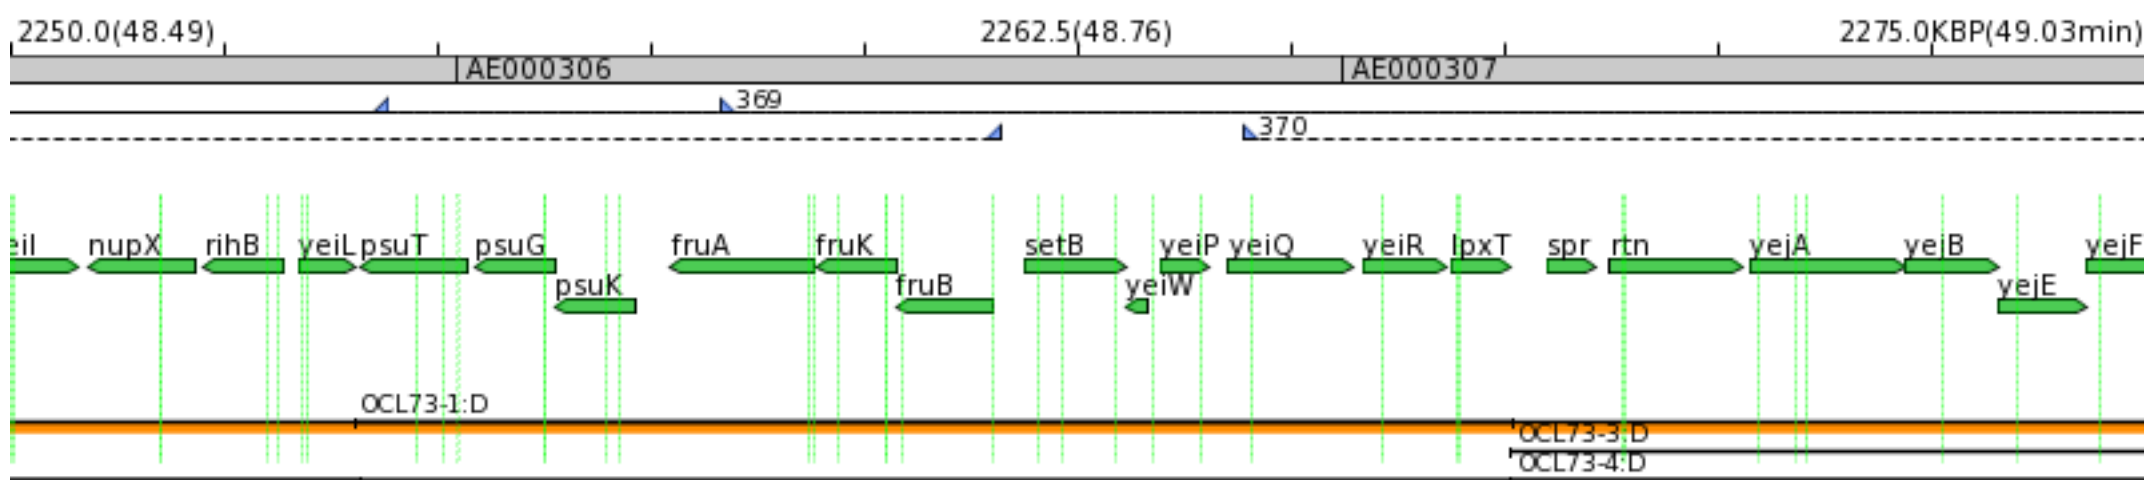 2250.0(48.49) 2262.5(48.76) 2275.0KBP(49.03min)
AE000306 AE000307
369
370
eil nupX rihB yeiL psuT psuG fruA fruK setB yeiP yeiQ yeiR lpxT spr rtn yejA yejB yejF
psuK fruB yeiW yejE
OCL73-1:D
OCL73-3:D
OCL73-4:D